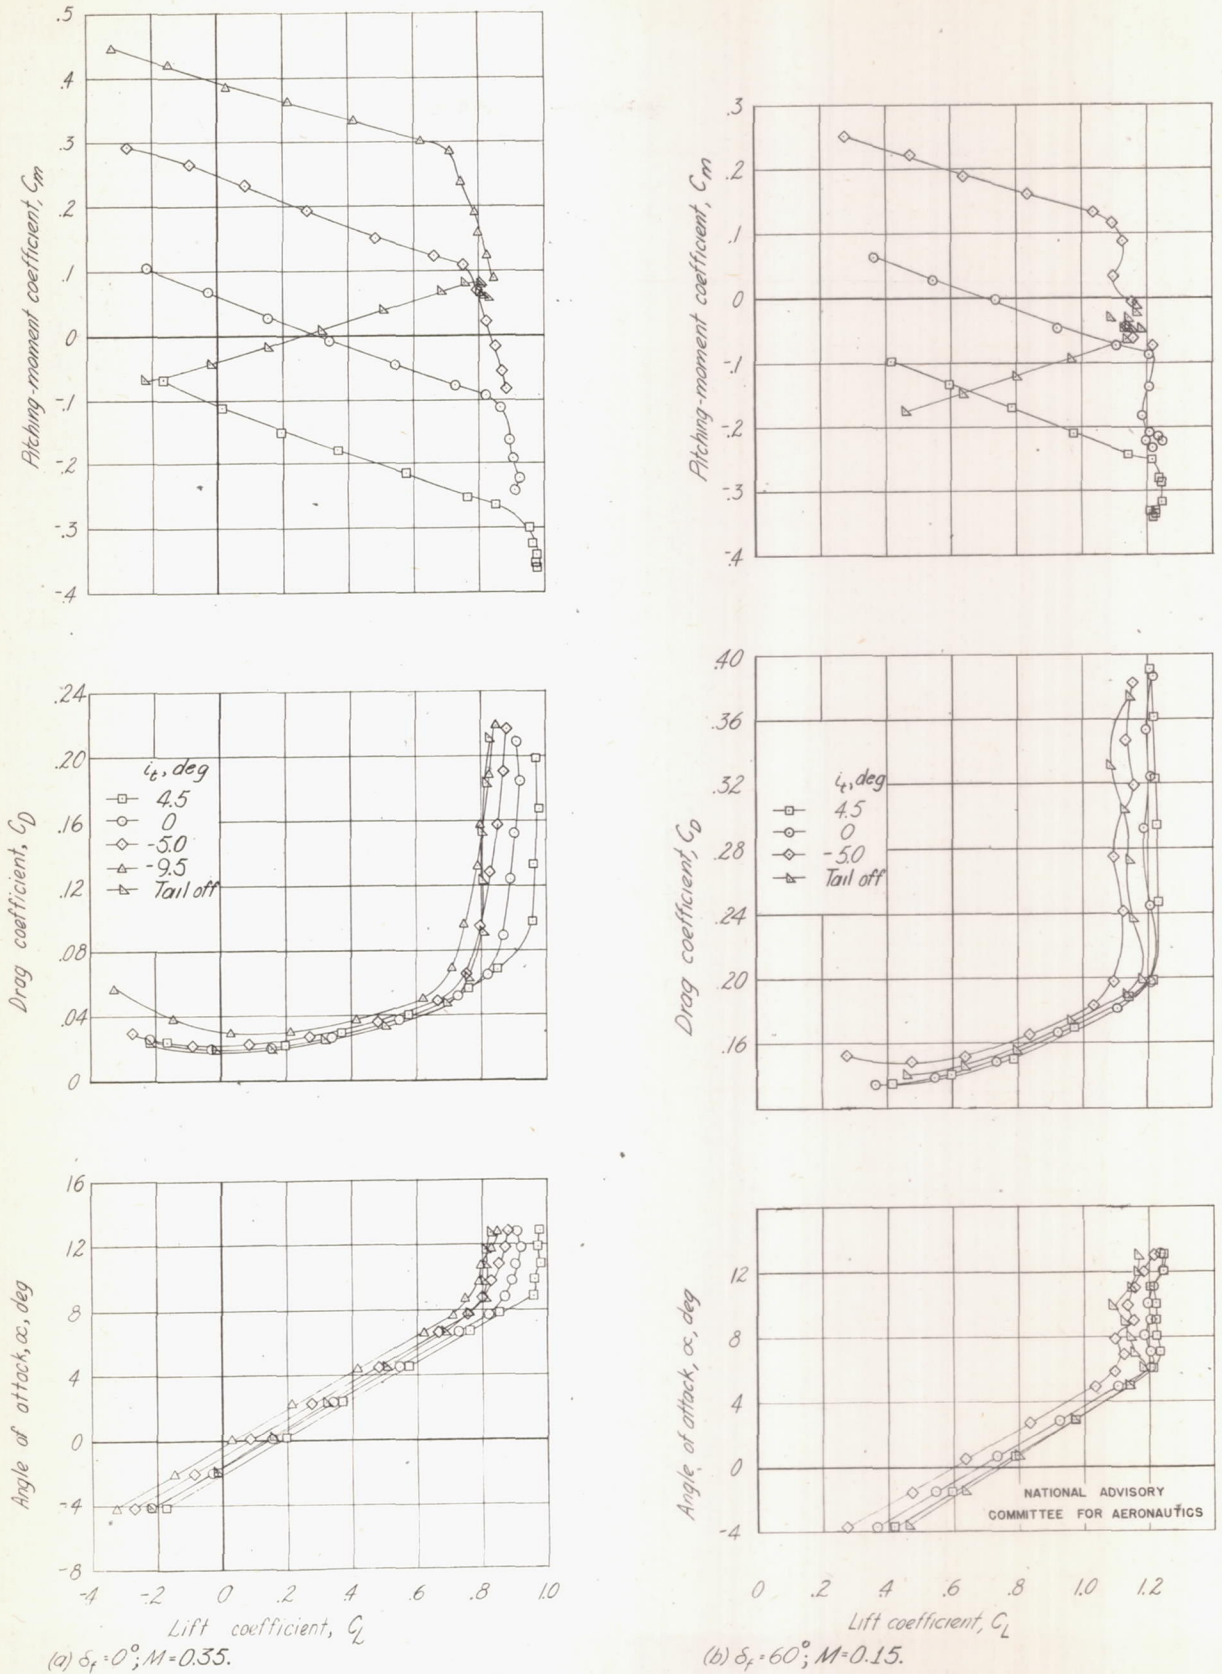 .5
.4
.3
.2
.1
0
-.1
-.2
-.3
-.4
Pitching-moment coefficient, Cm
.24
.20
.16
.12
.08
.04
0
Drag coefficient, CD
it, deg
4.5
0
-5.0
-9.5
Tail off
16
12
8
4
0
-4
-8
Angle of attack, α, deg
-.4 -.2 0 .2 .4 .6 .8 1.0
Lift coefficient, CL
(a) δf = 0°; M = 0.35.
.3
.2
.1
0
-.1
-.2
-.3
-.4
Pitching-moment coefficient, Cm
.40
.36
.32
.28
.24
.20
.16
Drag coefficient, CD
it, deg
4.5
0
-5.0
Tail off
12
8
4
0
-4
Angle of attack, α, deg
NATIONAL ADVISORY
COMMITTEE FOR AERONAUTICS
0 .2 .4 .6 .8 1.0 1.2
Lift coefficient, CL
(b) δf = 60°; M = 0.15.